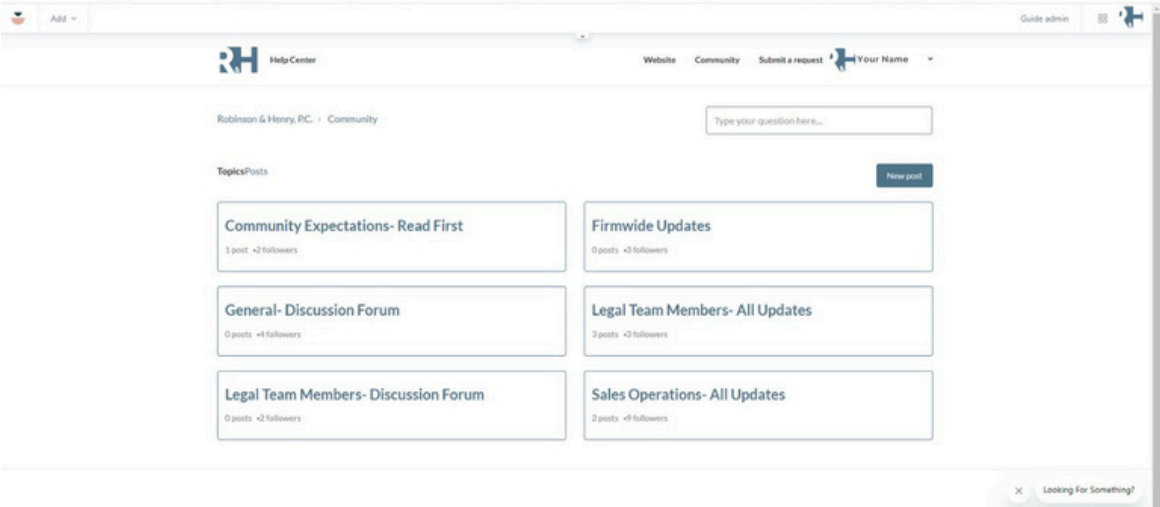 Add
Guide admin
RH Help Center
Website Community Submit a request Your Name
Robinson & Henry, P.C. › Community
Type your question here...
TopicsPosts
New post
Community Expectations- Read First
1 post •2 followers
Firmwide Updates
0 posts •3 followers
General- Discussion Forum
0 posts •4 followers
Legal Team Members- All Updates
3 posts •3 followers
Legal Team Members- Discussion Forum
0 posts •2 followers
Sales Operations- All Updates
2 posts •9 followers
Looking For Something?